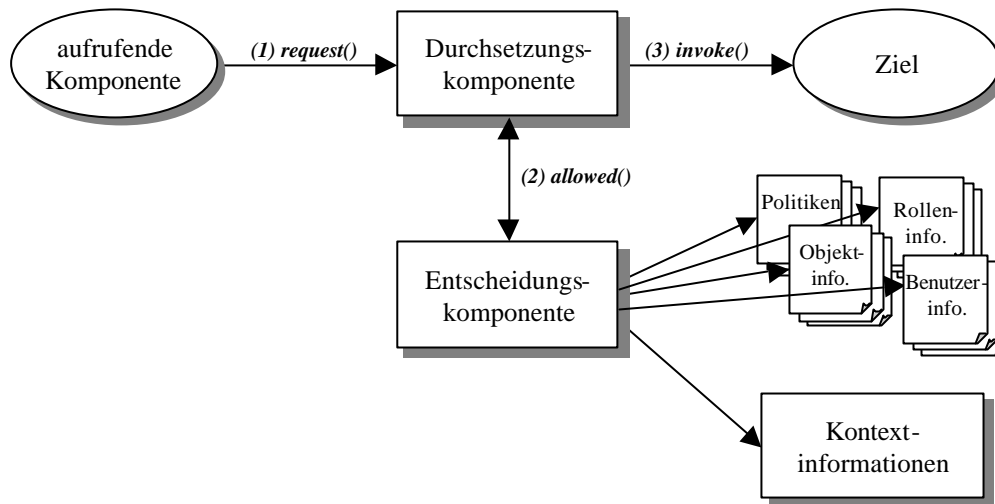 aufrufende
Komponente
(1) request()
Durchsetzungs-
komponente
(3) invoke()
Ziel
(2) allowed()
Politiken
Rollen-
info.
Objekt-
info.
Benutzer-
info.
Entscheidungs-
komponente
Kontext-
informationen